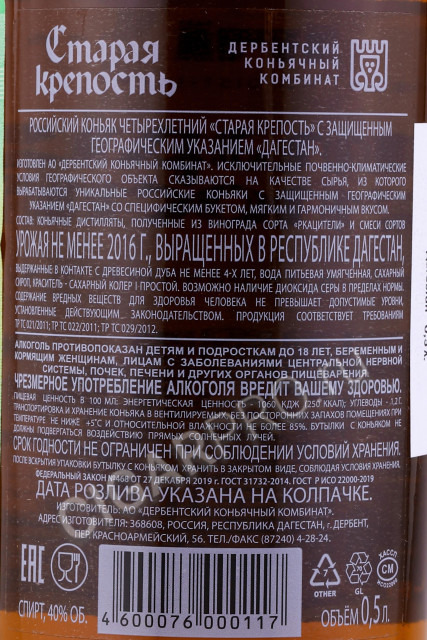 Старая
крепость
ДЕРБЕНТСКИЙ
КОНЬЯЧНЫЙ
КОМБИНАТ
РОССИЙСКИЙ КОНЬЯК ЧЕТЫРЕХЛЕТНИЙ «СТАРАЯ КРЕПОСТЬ» С ЗАЩИЩЕННЫМ
ГЕОГРАФИЧЕСКИМ УКАЗАНИЕМ «ДАГЕСТАН».
ИЗГОТОВЛЕН АО «ДЕРБЕНТСКИЙ КОНЬЯЧНЫЙ КОМБИНАТ». ИСКЛЮЧИТЕЛЬНЫЕ ПОЧВЕННО-КЛИМАТИЧЕСКИЕ
УСЛОВИЯ ГЕОГРАФИЧЕСКОГО ОБЪЕКТА СКАЗЫВАЮТСЯ НА КАЧЕСТВЕ СЫРЬЯ, ИЗ КОТОРОГО
ВЫРАБАТЫВАЮТСЯ УНИКАЛЬНЫЕ РОССИЙСКИЕ КОНЬЯКИ С ЗАЩИЩЕННЫМ ГЕОГРАФИЧЕСКИМ
УКАЗАНИЕМ «ДАГЕСТАН» СО СПЕЦИФИЧЕСКИМ БУКЕТОМ, МЯГКИМ И ГАРМОНИЧНЫМ ВКУСОМ.
СОСТАВ: КОНЬЯЧНЫЕ ДИСТИЛЛЯТЫ, ПОЛУЧЕННЫЕ ИЗ ВИНОГРАДА СОРТА «РКАЦИТЕЛИ» И СМЕСИ СОРТОВ
УРОЖАЯ НЕ МЕНЕЕ 2016 Г., ВЫРАЩЕННЫХ В РЕСПУБЛИКЕ ДАГЕСТАН,
ВЫДЕРЖАННЫЕ В КОНТАКТЕ С ДРЕВЕСИНОЙ ДУБА НЕ МЕНЕЕ 4-Х ЛЕТ, ВОДА ПИТЬЕВАЯ УМЯГЧЕННАЯ, САХАРНЫЙ
СИРОП, КРАСИТЕЛЬ - САХАРНЫЙ КОЛЕР I ПРОСТОЙ. ВОЗМОЖНО НАЛИЧИЕ ДИОКСИДА СЕРЫ В ПРЕДЕЛАХ НОРМЫ.
СОДЕРЖАНИЕ ВРЕДНЫХ ВЕЩЕСТВ ДЛЯ ЗДОРОВЬЯ ЧЕЛОВЕКА НЕ ПРЕВЫШАЕТ ДОПУСТИМЫЕ УРОВНИ,
УСТАНОВЛЕННЫЕ ДЕЙСТВУЮЩИМ ЗАКОНОДАТЕЛЬСТВОМ. ПРОДУКЦИЯ СООТВЕТСТВУЕТ ТРЕБОВАНИЯМ
ТР ТС 021/2011; ТР ТС 022/2011; ТР ТС 029/2012.
АЛКОГОЛЬ ПРОТИВОПОКАЗАН ДЕТЯМ И ПОДРОСТКАМ ДО 18 ЛЕТ, БЕРЕМЕННЫМ И
КОРМЯЩИМ ЖЕНЩИНАМ, ЛИЦАМ С ЗАБОЛЕВАНИЯМИ ЦЕНТРАЛЬНОЙ НЕРВНОЙ
СИСТЕМЫ, ПОЧЕК, ПЕЧЕНИ И ДРУГИХ ОРГАНОВ ПИЩЕВАРЕНИЯ.
ЧРЕЗМЕРНОЕ УПОТРЕБЛЕНИЕ АЛКОГОЛЯ ВРЕДИТ ВАШЕМУ ЗДОРОВЬЮ.
ПИЩЕВАЯ ЦЕННОСТЬ В 100 МЛ: ЭНЕРГЕТИЧЕСКАЯ ЦЕННОСТЬ - 1060 КДЖ (250 ККАЛ); УГЛЕВОДЫ - 1,2 Г.
ТРАНСПОРТИРОВКА И ХРАНЕНИЕ КОНЬЯКА В ВЕНТИЛИРУЕМЫХ, БЕЗ ПОСТОРОННИХ ЗАПАХОВ ПОМЕЩЕНИЯХ ПРИ
ТЕМПЕРАТУРЕ НЕ НИЖЕ +5°С И ОТНОСИТЕЛЬНОЙ ВЛАЖНОСТИ НЕ БОЛЕЕ 85%. БУТЫЛКИ С КОНЬЯКОМ НЕ
ДОЛЖНЫ ПОДВЕРГАТЬСЯ ВОЗДЕЙСТВИЮ ПРЯМЫХ СОЛНЕЧНЫХ ЛУЧЕЙ.
СРОК ГОДНОСТИ НЕ ОГРАНИЧЕН ПРИ СОБЛЮДЕНИИ УСЛОВИЙ ХРАНЕНИЯ.
ПОСЛЕ ВСКРЫТИЯ УПАКОВКИ БУТЫЛКУ С КОНЬЯКОМ ХРАНИТЬ В ЗАКРЫТОМ ВИДЕ, СОБЛЮДАЯ УСЛОВИЯ ХРАНЕНИЯ.
ФЕДЕРАЛЬНЫЙ ЗАКОН №468 ОТ 27 ДЕКАБРЯ 2019 Г. ГОСТ 31732-2014. ГОСТ Р ИСО 22000-2019
ДАТА РОЗЛИВА УКАЗАНА НА КОЛПАЧКЕ.
ИЗГОТОВИТЕЛЬ: АО «ДЕРБЕНТСКИЙ КОНЬЯЧНЫЙ КОМБИНАТ».
АДРЕС ИЗГОТОВИТЕЛЯ: 368608, РОССИЯ, РЕСПУБЛИКА ДАГЕСТАН, Г. ДЕРБЕНТ,
ПЕР. КРАСНОАРМЕЙСКИЙ, 56. ТЕЛ./ФАКС (87240) 4-28-24.
ЕАС
7
OTHER
70
GL
КАССП
СМ
СПИРТ, 40% ОБ.
4 600076 000117
ОБЪЁМ 0,5 Л.